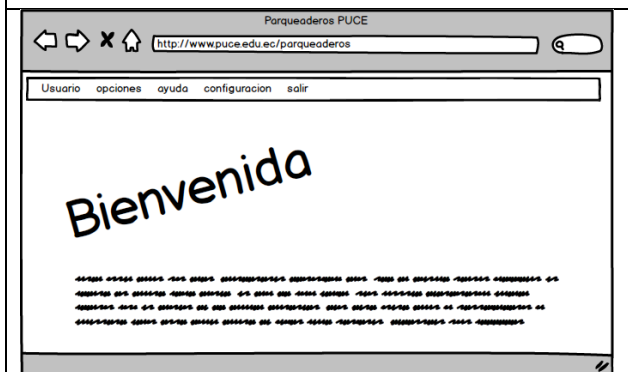 Parqueaderos PUCE
http://www.puce.edu.ec/parqueaderos
Usuario opciones ayuda configuracion salir
Bienvenida